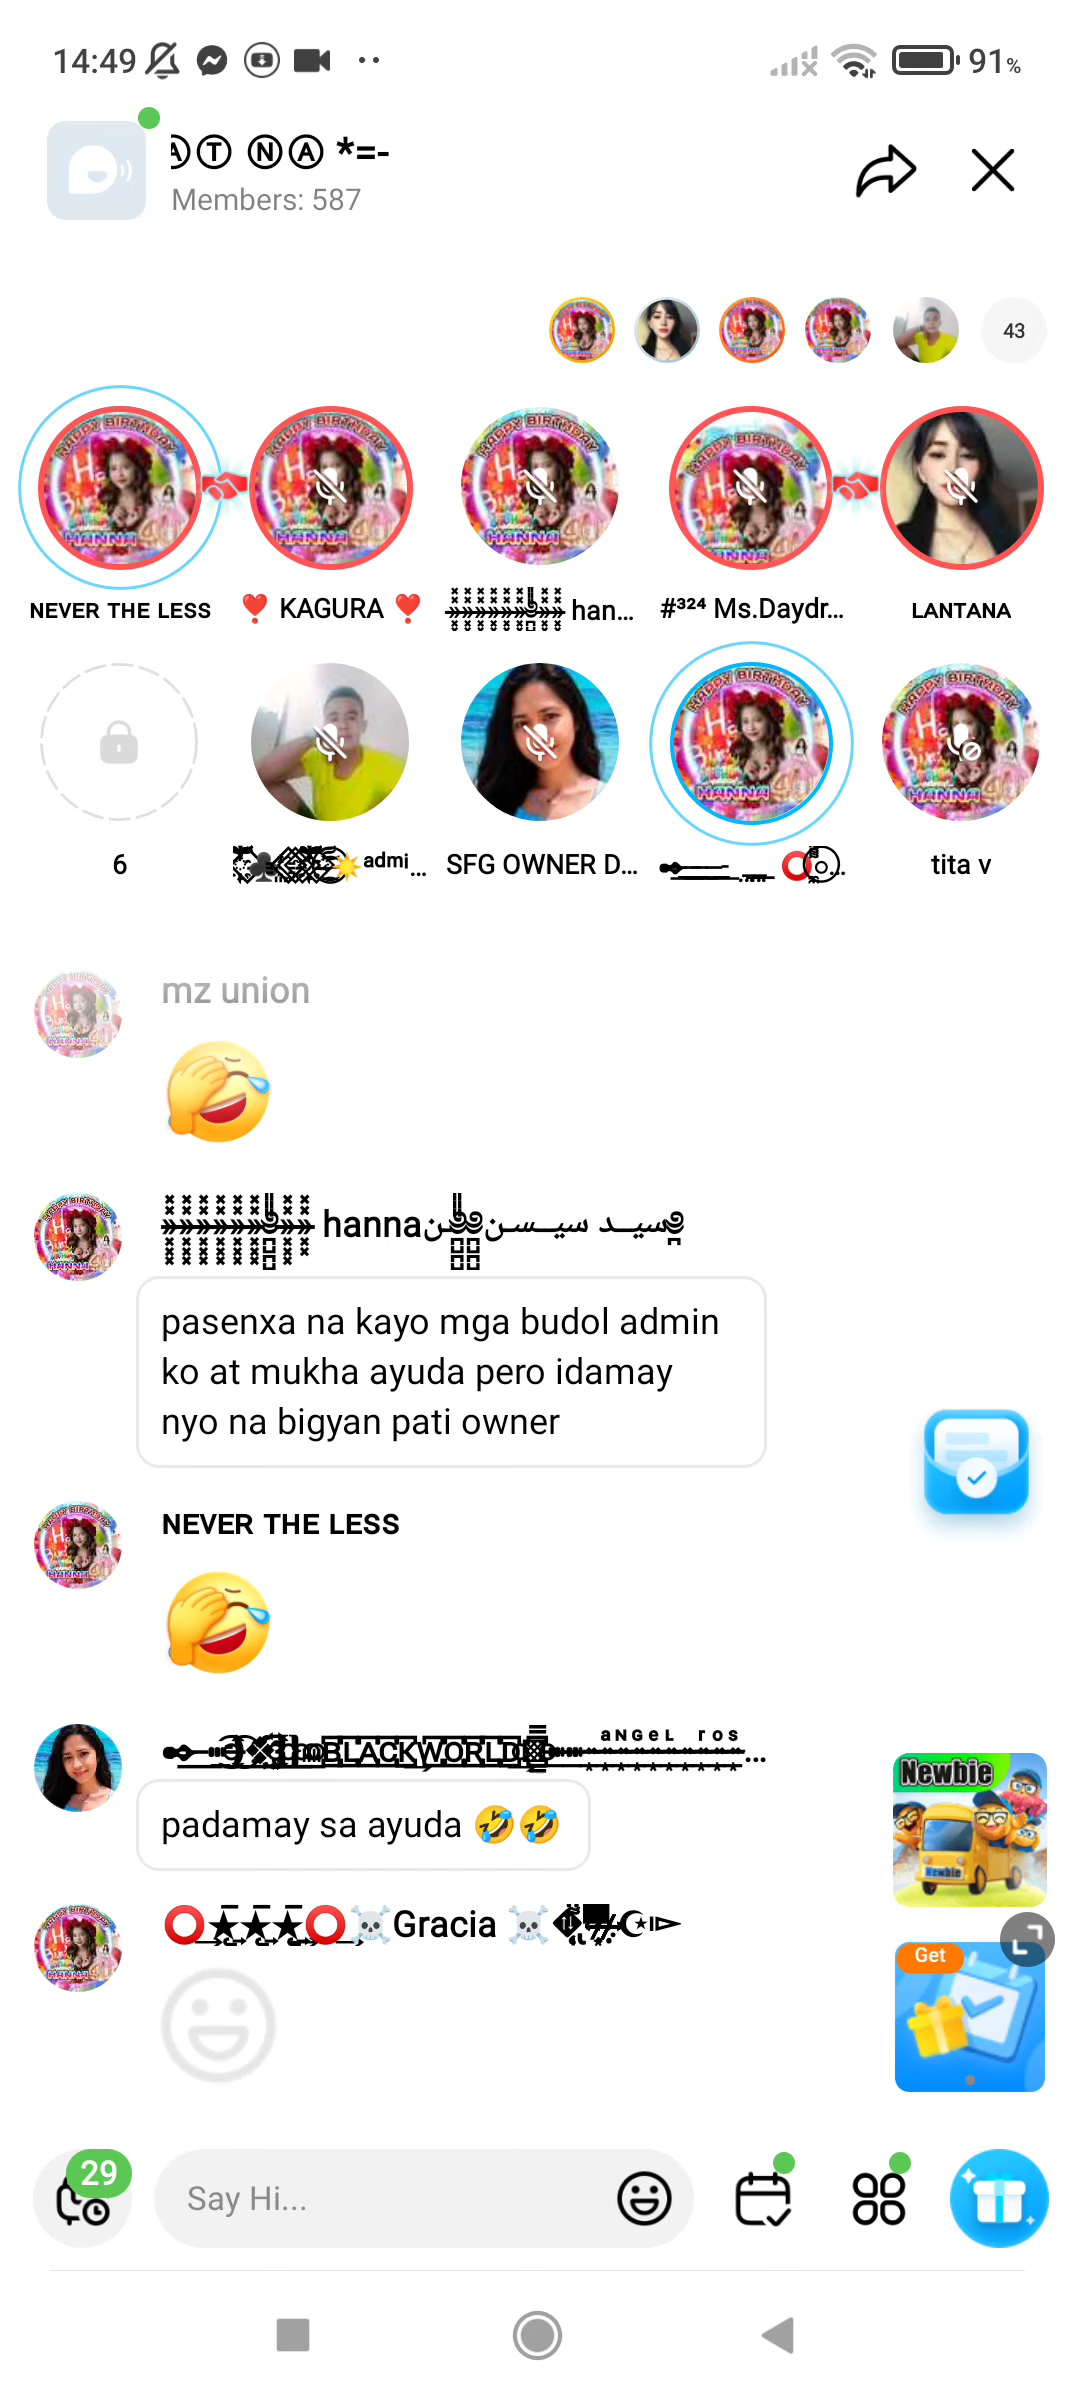 14:49
91%
Ⓣ ⓃⒶ *=-
Members: 587
43
NEVER THE LESS
❣ KAGURA ❣
han...
#³²⁴ Ms.Daydr...
LANTANA
6
ᵃᵈᵐⁱ...
SFG OWNER D...
tita v
mz union
hanna
pasenxa na kayo mga budol admin
ko at mukha ayuda pero idamay
nyo na bigyan pati owner
NEVER THE LESS
BLACKWORLD ᵃᴺᴳᵉᴸ ʳᵒˢ...
padamay sa ayuda 🤣🤣
Newbie
Newbie
⭕★★★⭕☠️Gracia ☠️
Get
29
Say Hi...